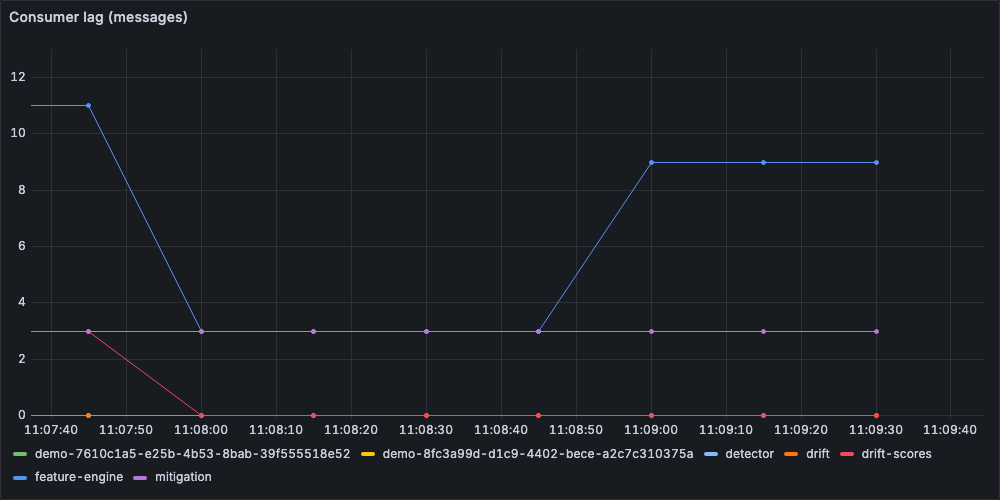 Consumer lag (messages)
12
10
8
6
4
2
0
11:07:40 11:07:50 11:08:00 11:08:10 11:08:20 11:08:30 11:08:40 11:08:50 11:09:00 11:09:10 11:09:20 11:09:30 11:09:40
demo-7610c1a5-e25b-4b53-8bab-39f555518e52 demo-8fc3a99d-d1c9-4402-bece-a2c7c310375a detector drift drift-scores
feature-engine mitigation